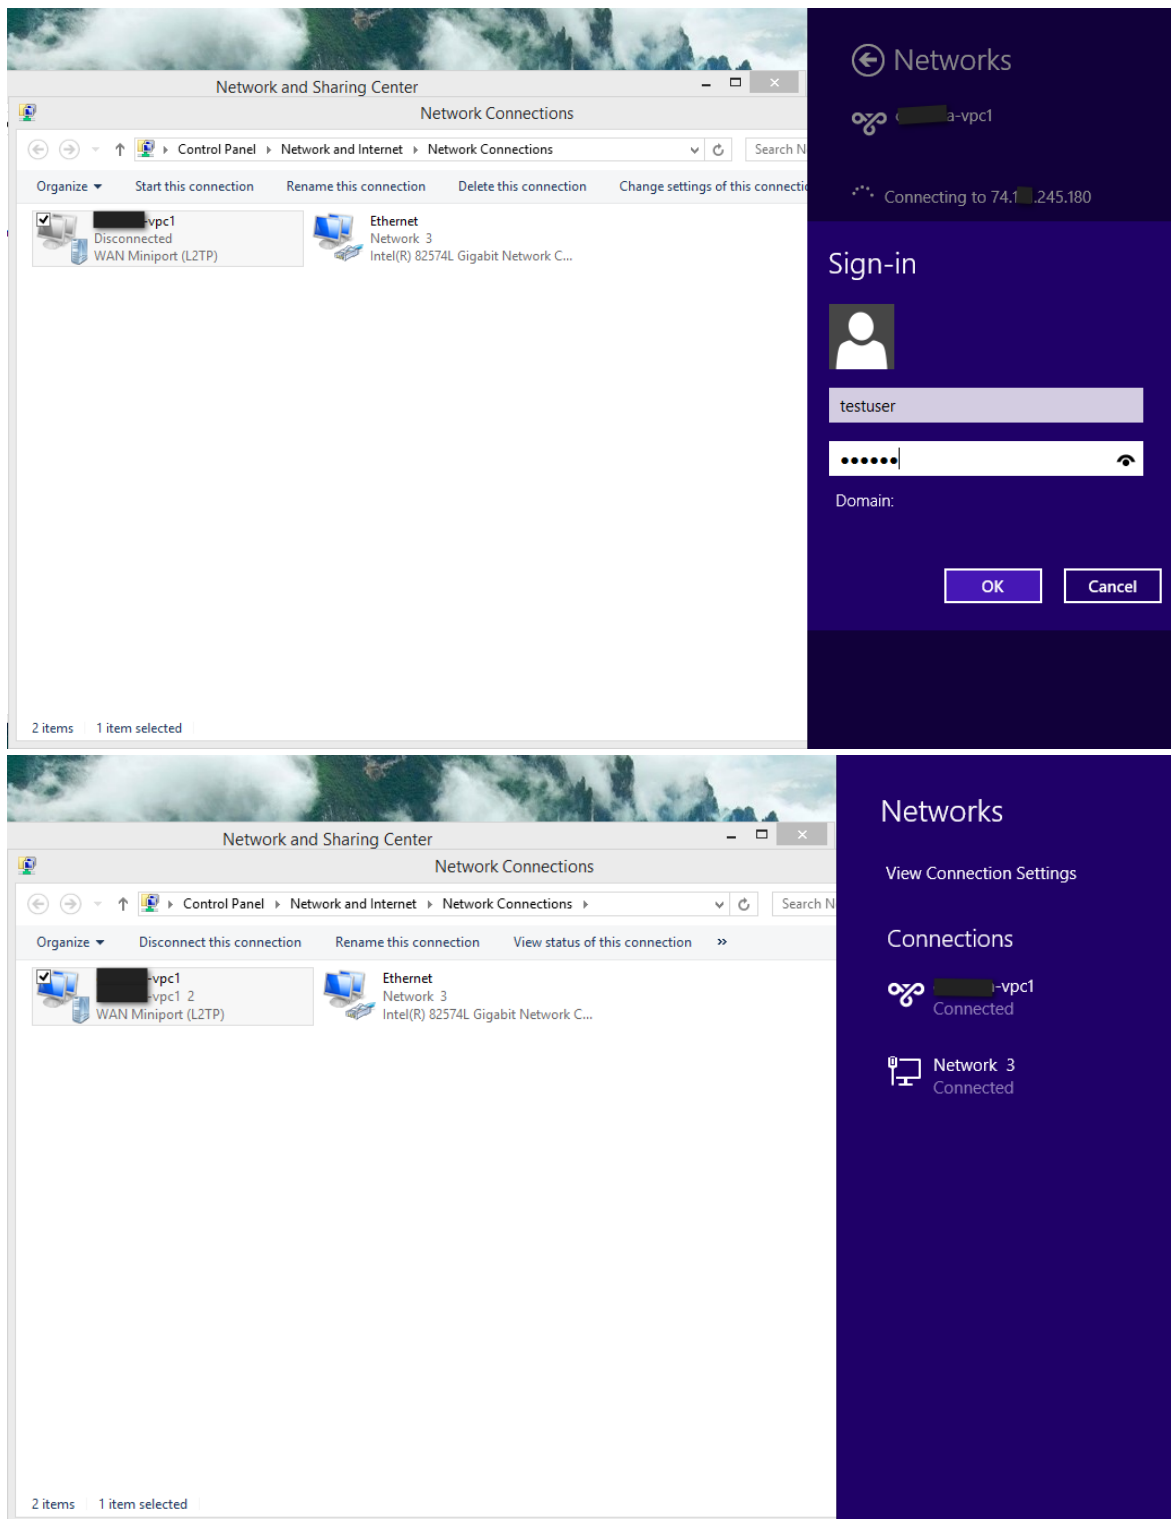 Network and Sharing Center
Network Connections
Control Panel Network and Internet Network Connections
Search N
Organize Start this connection Rename this connection Delete this connection Change settings of this connectic
-vpc1
Disconnected
WAN Miniport (L2TP)
Ethernet
Network 3
Intel(R) 82574L Gigabit Network C...
2 items 1 item selected
Networks
a-vpc1
Connecting to 74.1 .245.180
Sign-in
testuser
••••••
Domain:
OK
Cancel
Network and Sharing Center
Network Connections
Control Panel Network and Internet Network Connections
Search N
Organize Disconnect this connection Rename this connection View status of this connection »
-vpc1
-vpc1 2
WAN Miniport (L2TP)
Ethernet
Network 3
Intel(R) 82574L Gigabit Network C...
2 items 1 item selected
Networks
View Connection Settings
Connections
-vpc1
Connected
Network 3
Connected